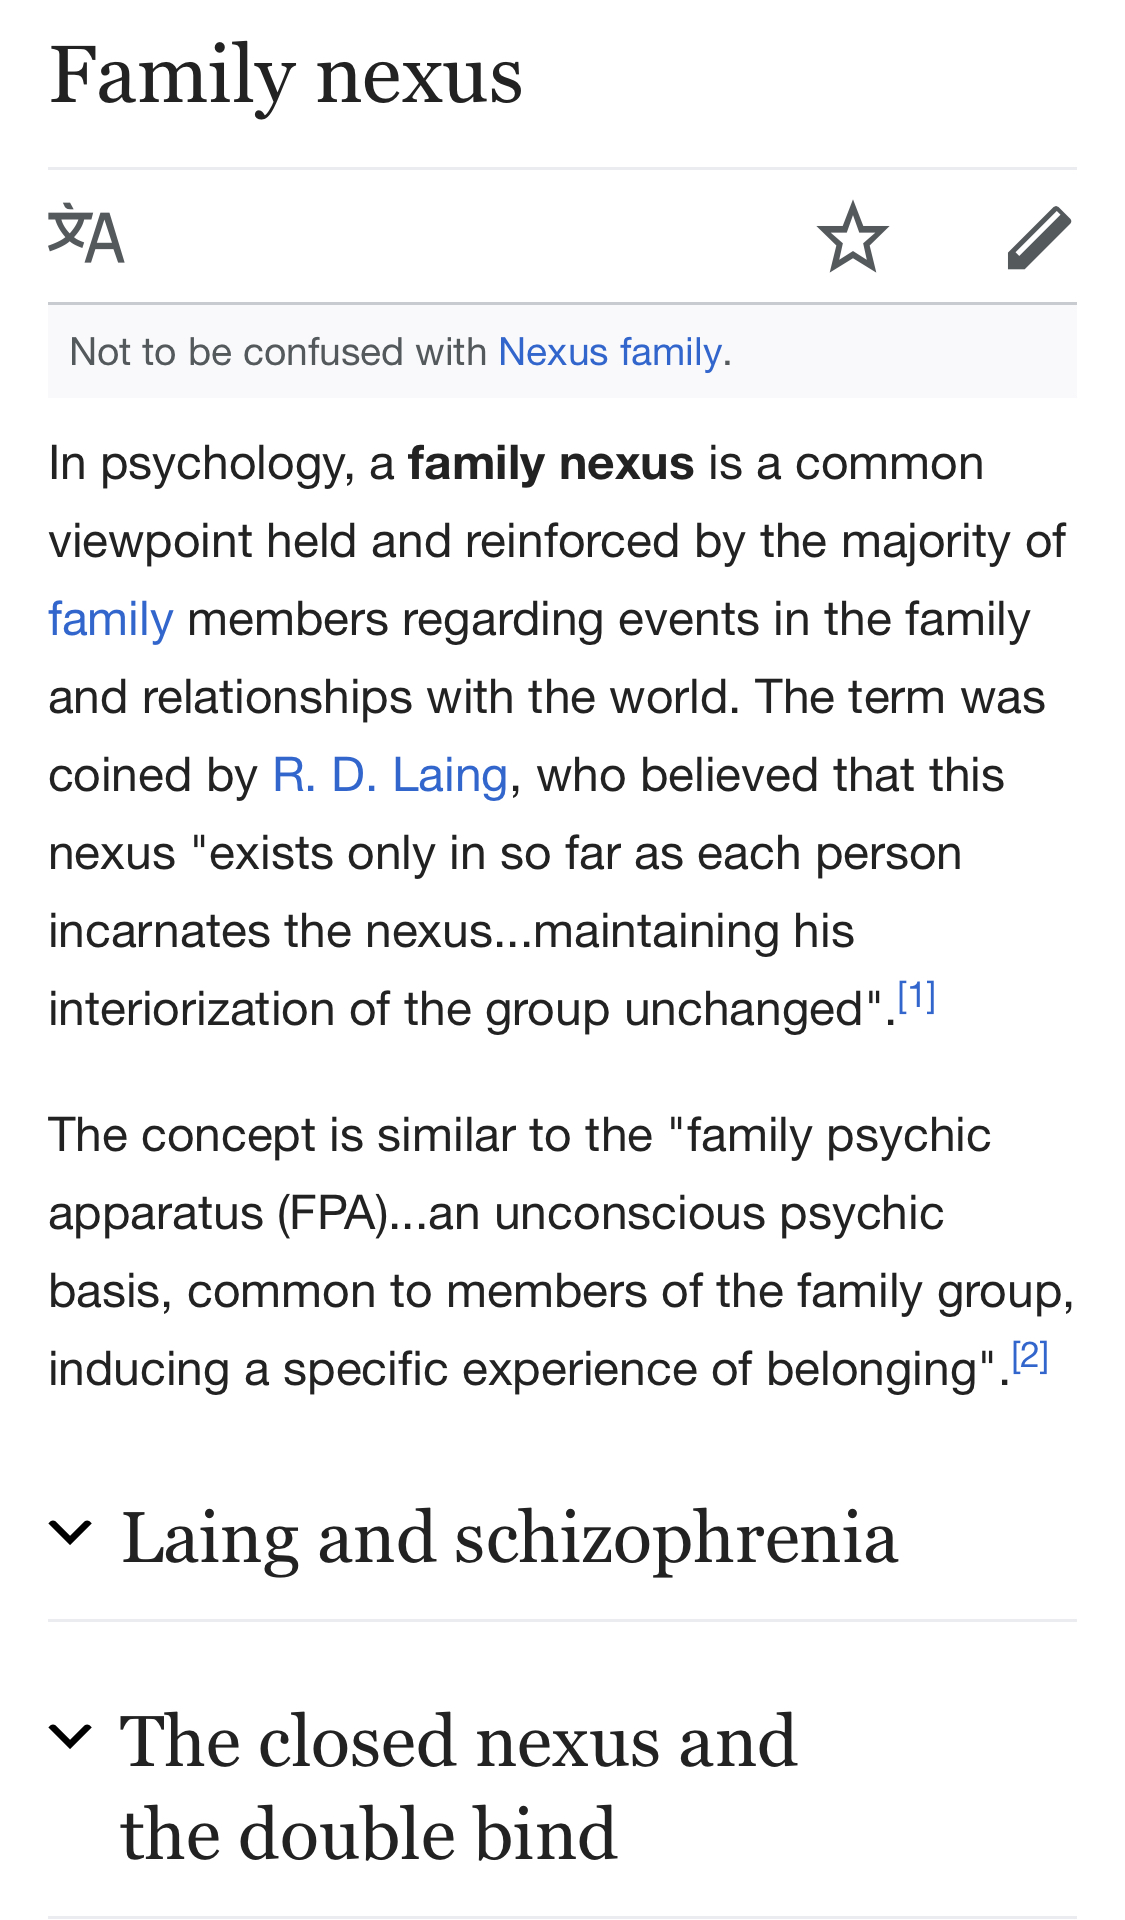 Family nexus
文A
Not to be confused with Nexus family.
In psychology, a family nexus is a common
viewpoint held and reinforced by the majority of
family members regarding events in the family
and relationships with the world. The term was
coined by R. D. Laing, who believed that this
nexus "exists only in so far as each person
incarnates the nexus...maintaining his
interiorization of the group unchanged".[1]
The concept is similar to the "family psychic
apparatus (FPA)...an unconscious psychic
basis, common to members of the family group,
inducing a specific experience of belonging".[2]
Laing and schizophrenia
The closed nexus and
the double bind